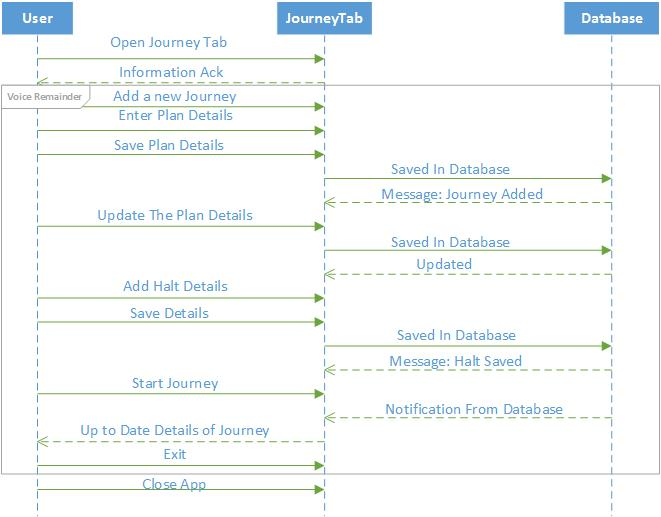 User
JourneyTab
Database
Open Journey Tab
Information Ack
Voice Remainder
Add a new Journey
Enter Plan Details
Save Plan Details
Saved In Database
Message: Journey Added
Update The Plan Details
Saved In Database
Updated
Add Halt Details
Save Details
Saved In Database
Message: Halt Saved
Start Journey
Notification From Database
Up to Date Details of Journey
Exit
Close App